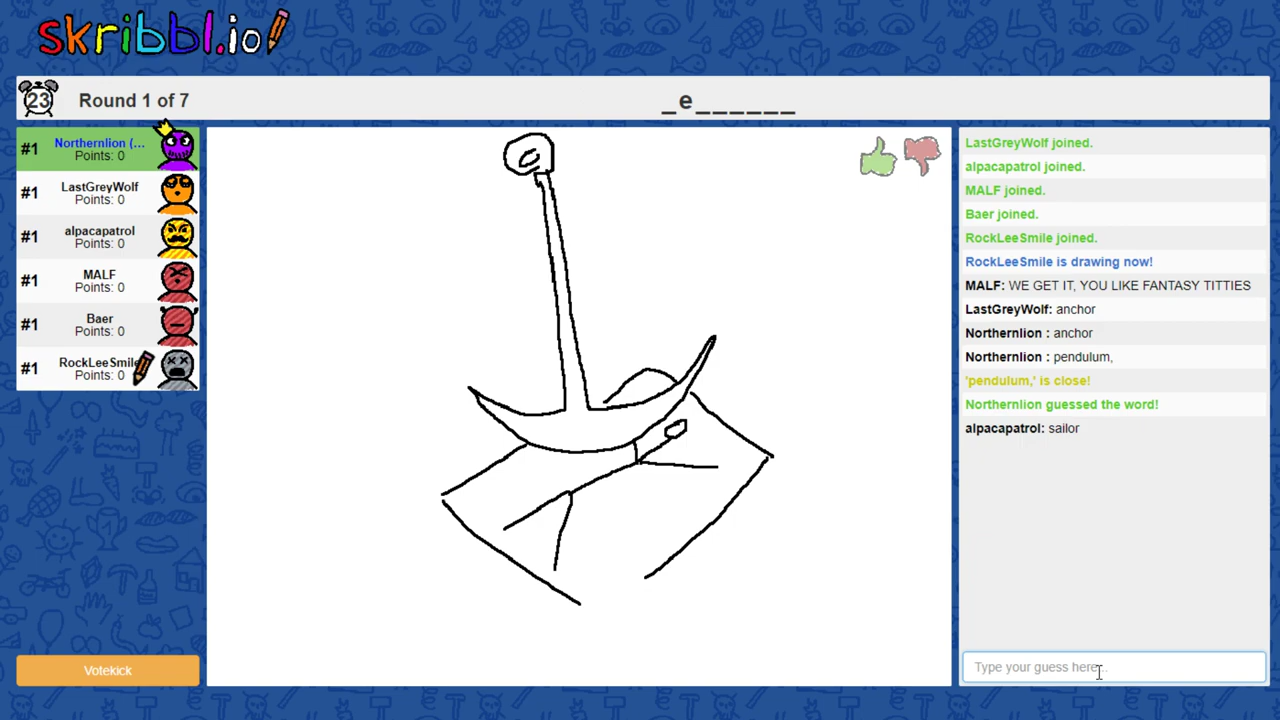 skribbl.io
23
Round 1 of 7
_e______
#1
Northernlion (...
Points: 0
#1
LastGreyWolf
Points: 0
#1
alpacapatrol
Points: 0
#1
MALF
Points: 0
#1
Baer
Points: 0
#1
RockLeeSmile
Points: 0
Votekick
LastGreyWolf joined.
alpacapatrol joined.
MALF joined.
Baer joined.
RockLeeSmile joined.
RockLeeSmile is drawing now!
MALF: WE GET IT, YOU LIKE FANTASY TITTIES
LastGreyWolf: anchor
Northernlion : anchor
Northernlion : pendulum,
'pendulum,' is close!
Northernlion guessed the word!
alpacapatrol: sailor
Type your guess here...